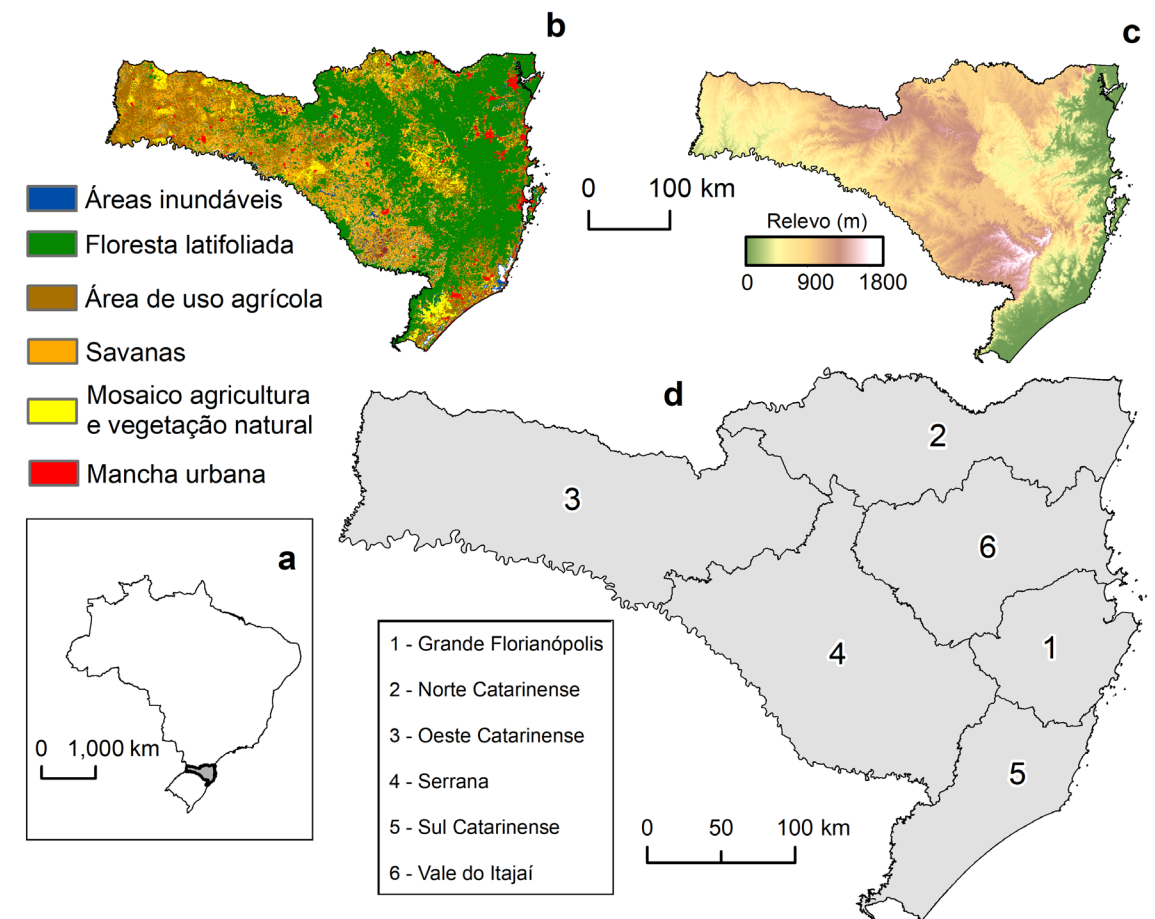 b
c
Áreas inundáveis
Floresta latifoliada
Área de uso agrícola
Savanas
Mosaico agricultura
e vegetação natural
Mancha urbana
0 100 km
Relevo (m)
0 900 1800
a
0 1,000 km
d
2
3
6
1
4
5
1 - Grande Florianópolis
2 - Norte Catarinense
3 - Oeste Catarinense
4 - Serrana
5 - Sul Catarinense
6 - Vale do Itajaí
0 50 100 km